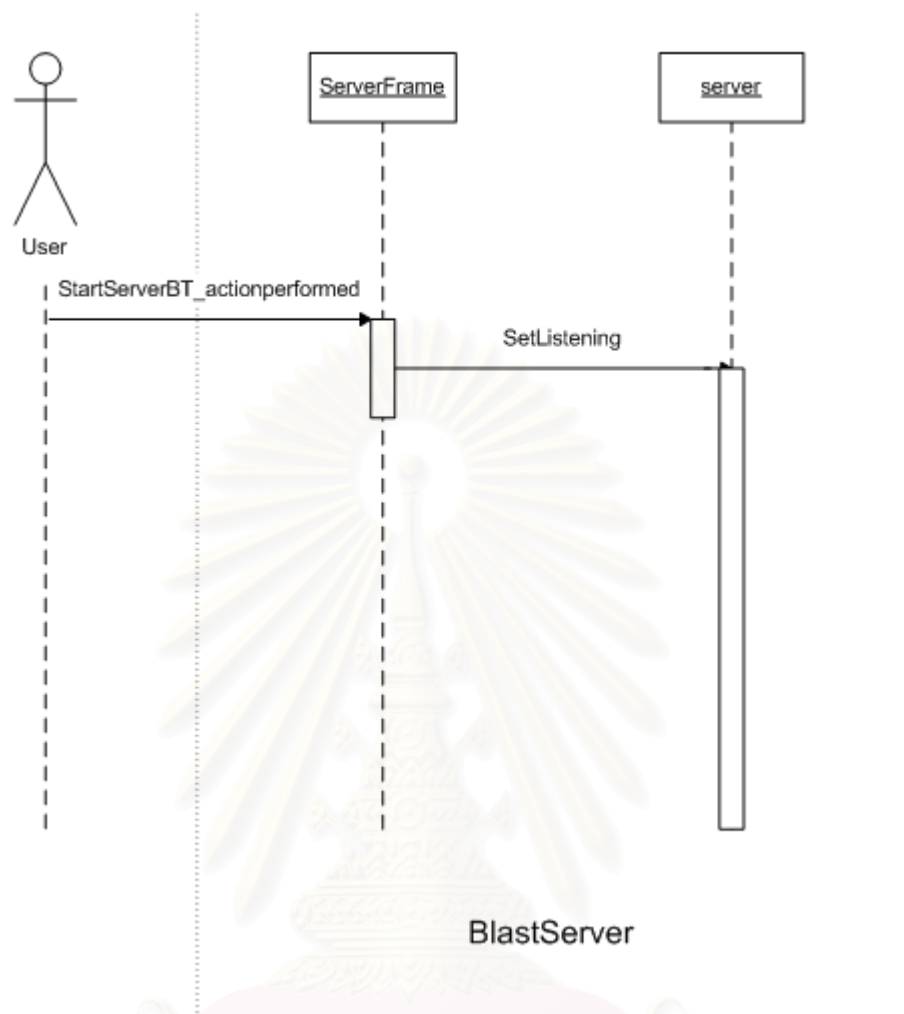 ServerFrame
server
User
StartServerBT_actionperformed
SetListening
BlastServer